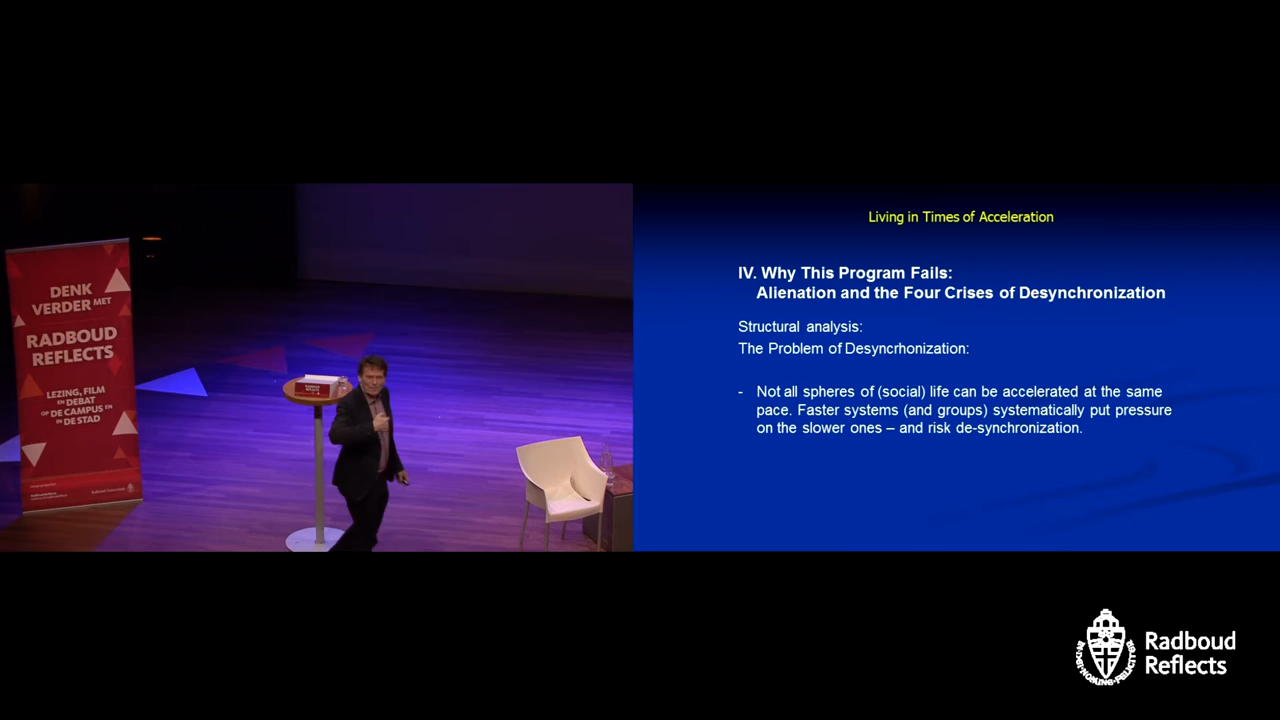 DENK
VERDER MET
RADBOUD
REFLECTS
LEZING, FILM
EN DEBAT
OP DE CAMPUS EN
IN DE STAD
Living in Times of Acceleration
IV. Why This Program Fails:
Alienation and the Four Crises of Desynchronization
Structural analysis:
The Problem of Desyncrhonization:
- Not all spheres of (social) life can be accelerated at the same
pace. Faster systems (and groups) systematically put pressure
on the slower ones – and risk de-synchronization.
Radboud
Reflects